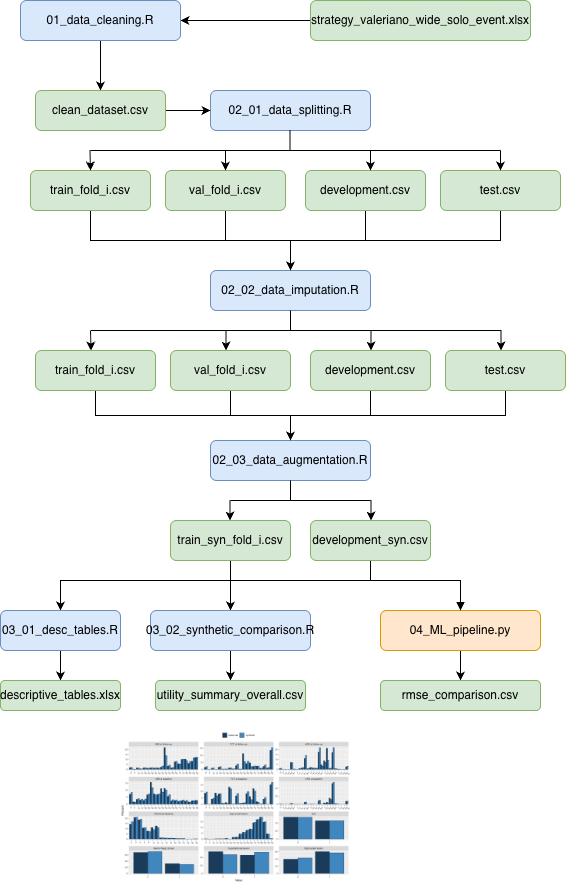 01_data_cleaning.R
strategy_valeriano_wide_solo_event.xlsx
clean_dataset.csv
02_01_data_splitting.R
train_fold_i.csv
val_fold_i.csv
development.csv
test.csv
02_02_data_imputation.R
train_fold_i.csv
val_fold_i.csv
development.csv
test.csv
02_03_data_augmentation.R
train_syn_fold_i.csv
development_syn.csv
03_01_desc_tables.R
03_02_synthetic_comparison.R
04_ML_pipeline.py
descriptive_tables.xlsx
utility_summary_overall.csv
rmse_comparison.csv